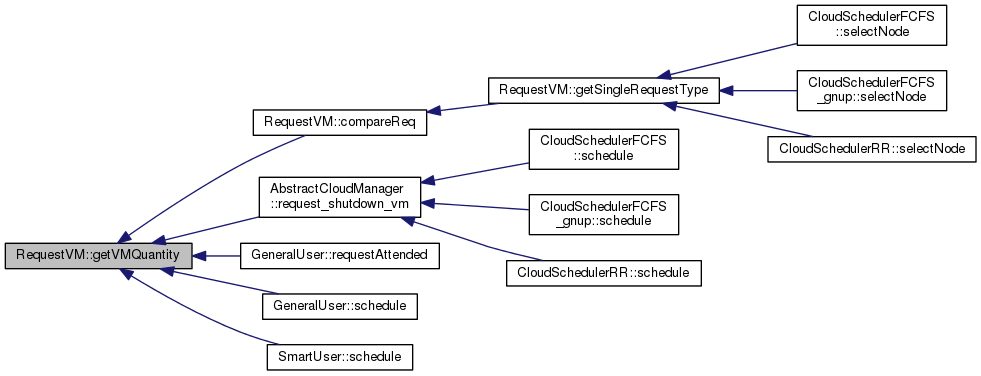 CloudSchedulerFCFS
::selectNode
RequestVM::getSingleRequestType
CloudSchedulerFCFS
_gnup::selectNode
RequestVM::compareReq
CloudSchedulerRR::selectNode
CloudSchedulerFCFS
::schedule
AbstractCloudManager
::request_shutdown_vm
CloudSchedulerFCFS
_gnup::schedule
RequestVM::getVMQuantity
GeneralUser::requestAttended
CloudSchedulerRR::schedule
GeneralUser::schedule
SmartUser::schedule